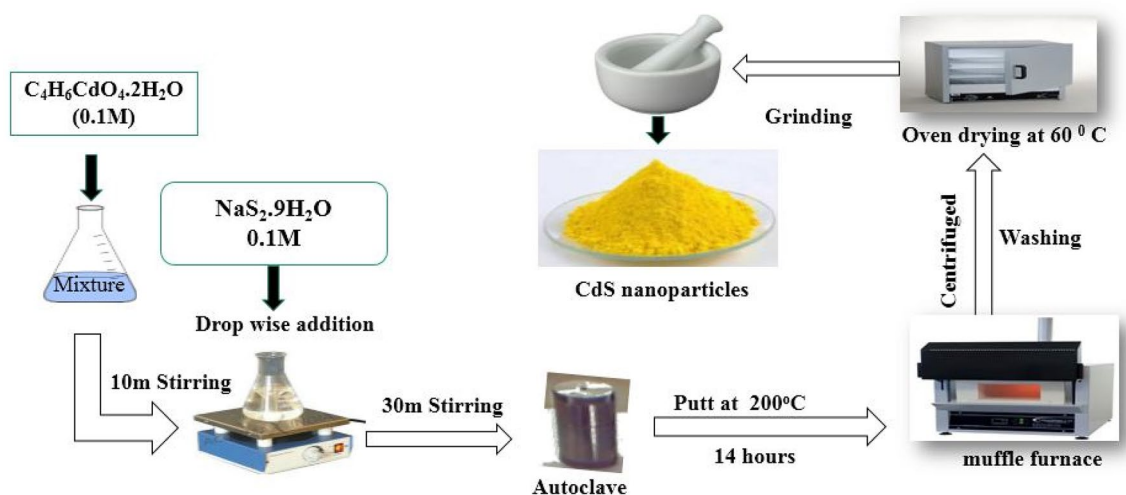 C₄H₆CdO₄.2H₂O
(0.1M)
Mixture
NaS₂.9H₂O
0.1M
Drop wise addition
10m Stirring
30m Stirring
Autoclave
Putt at 200⁰C
14 hours
muffle furnace
Centrifuged
Washing
Oven drying at 60 ⁰ C
Grinding
CdS nanoparticles